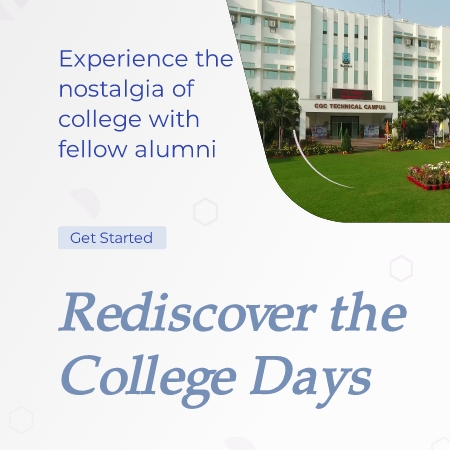 Experience the
nostalgia of
college with
fellow alumni
CGC TECHNICAL CAMPUS
Get Started
Rediscover the
College Days